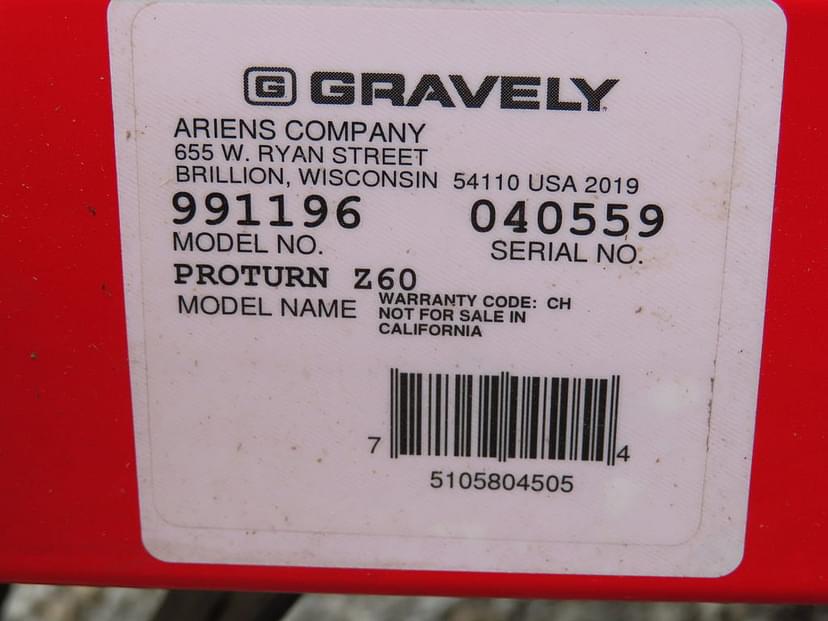 G GRAVELY
ARIENS COMPANY
655 W. RYAN STREET
BRILLION, WISCONSIN 54110 USA 2019
991196 040559
MODEL NO. SERIAL NO.
PROTURN Z60
MODEL NAME
WARRANTY CODE: CH
NOT FOR SALE IN
CALIFORNIA
7 4
5105804505